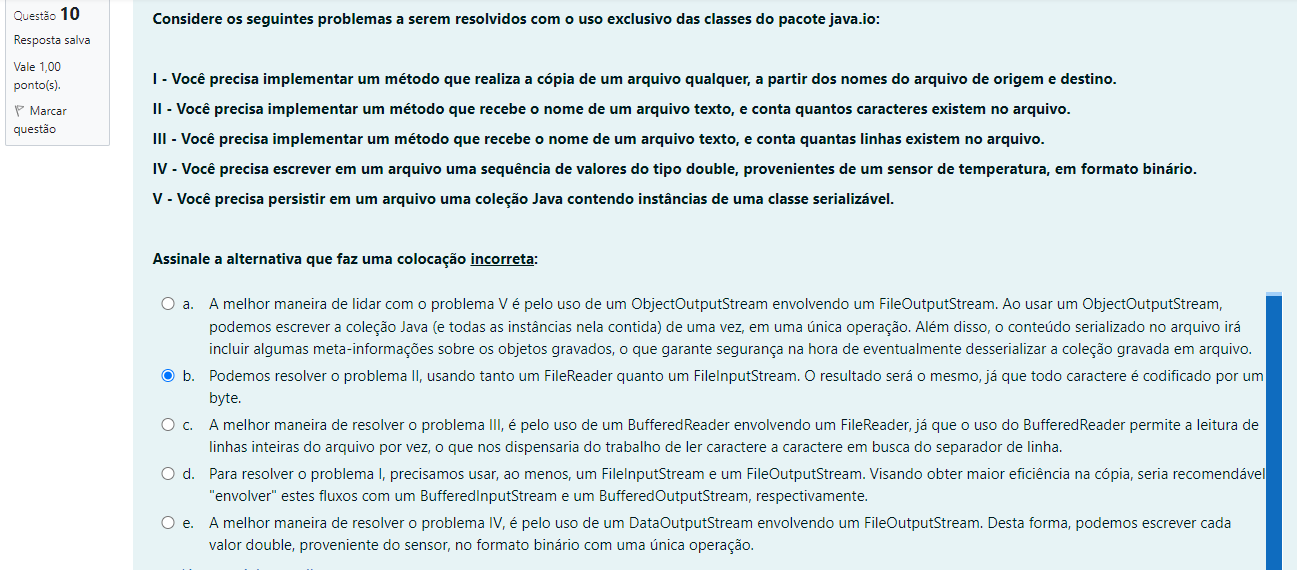 Questão 10
Resposta salva
Vale 1,00
ponto(s).
Marcar
questão
Considere os seguintes problemas a serem resolvidos com o uso exclusivo das classes do pacote java.io:
I - Você precisa implementar um método que realiza a cópia de um arquivo qualquer, a partir dos nomes do arquivo de origem e destino.
II - Você precisa implementar um método que recebe o nome de um arquivo texto, e conta quantos caracteres existem no arquivo.
III - Você precisa implementar um método que recebe o nome de um arquivo texto, e conta quantas linhas existem no arquivo.
IV - Você precisa escrever em um arquivo uma sequência de valores do tipo double, provenientes de um sensor de temperatura, em formato binário.
V - Você precisa persistir em um arquivo uma coleção Java contendo instâncias de uma classe serializável.
Assinale a alternativa que faz uma colocação incorreta:
a. A melhor maneira de lidar com o problema V é pelo uso de um ObjectOutputStream envolvendo um FileOutputStream. Ao usar um ObjectOutputStream,
podemos escrever a coleção Java (e todas as instâncias nela contida) de uma vez, em uma única operação. Além disso, o conteúdo serializado no arquivo irá
incluir algumas meta-informações sobre os objetos gravados, o que garante segurança na hora de eventualmente desserializar a coleção gravada em arquivo.
b. Podemos resolver o problema II, usando tanto um FileReader quanto um FileInputStream. O resultado será o mesmo, já que todo caractere é codificado por um
byte.
c. A melhor maneira de resolver o problema III, é pelo uso de um BufferedReader envolvendo um FileReader, já que o uso do BufferedReader permite a leitura de
linhas inteiras do arquivo por vez, o que nos dispensaria do trabalho de ler caractere a caractere em busca do separador de linha.
d. Para resolver o problema I, precisamos usar, ao menos, um FileInputStream e um FileOutputStream. Visando obter maior eficiência na cópia, seria recomendável
"envolver" estes fluxos com um BufferedInputStream e um BufferedOutputStream, respectivamente.
e. A melhor maneira de resolver o problema IV, é pelo uso de um DataOutputStream envolvendo um FileOutputStream. Desta forma, podemos escrever cada
valor double, proveniente do sensor, no formato binário com uma única operação.